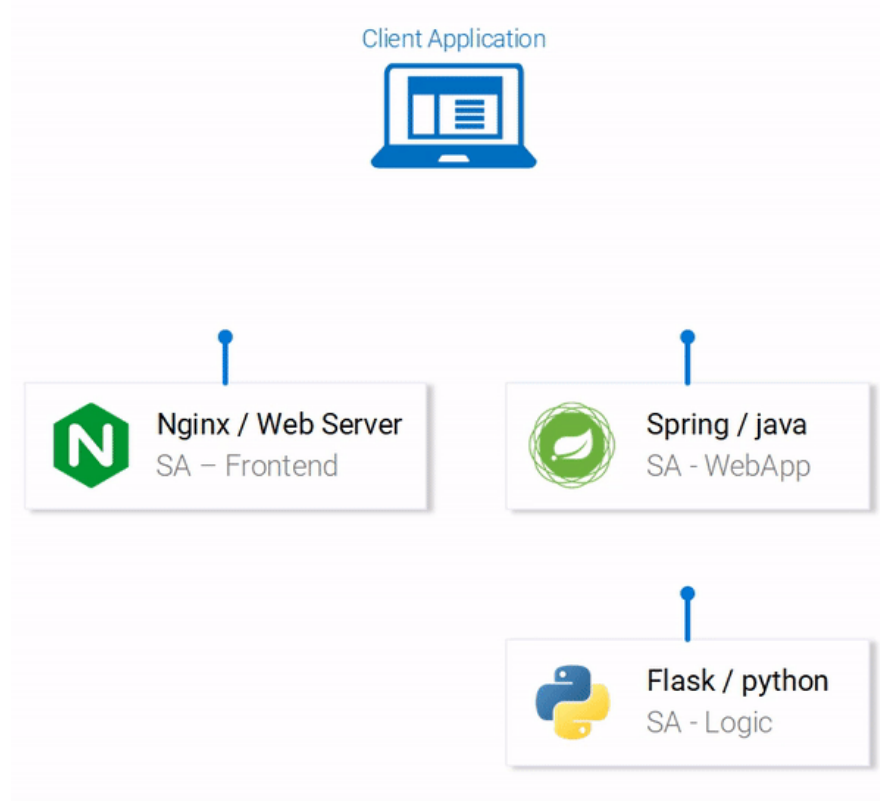 Client Application
Nginx / Web Server
SA – Frontend
Spring / java
SA - WebApp
Flask / python
SA - Logic